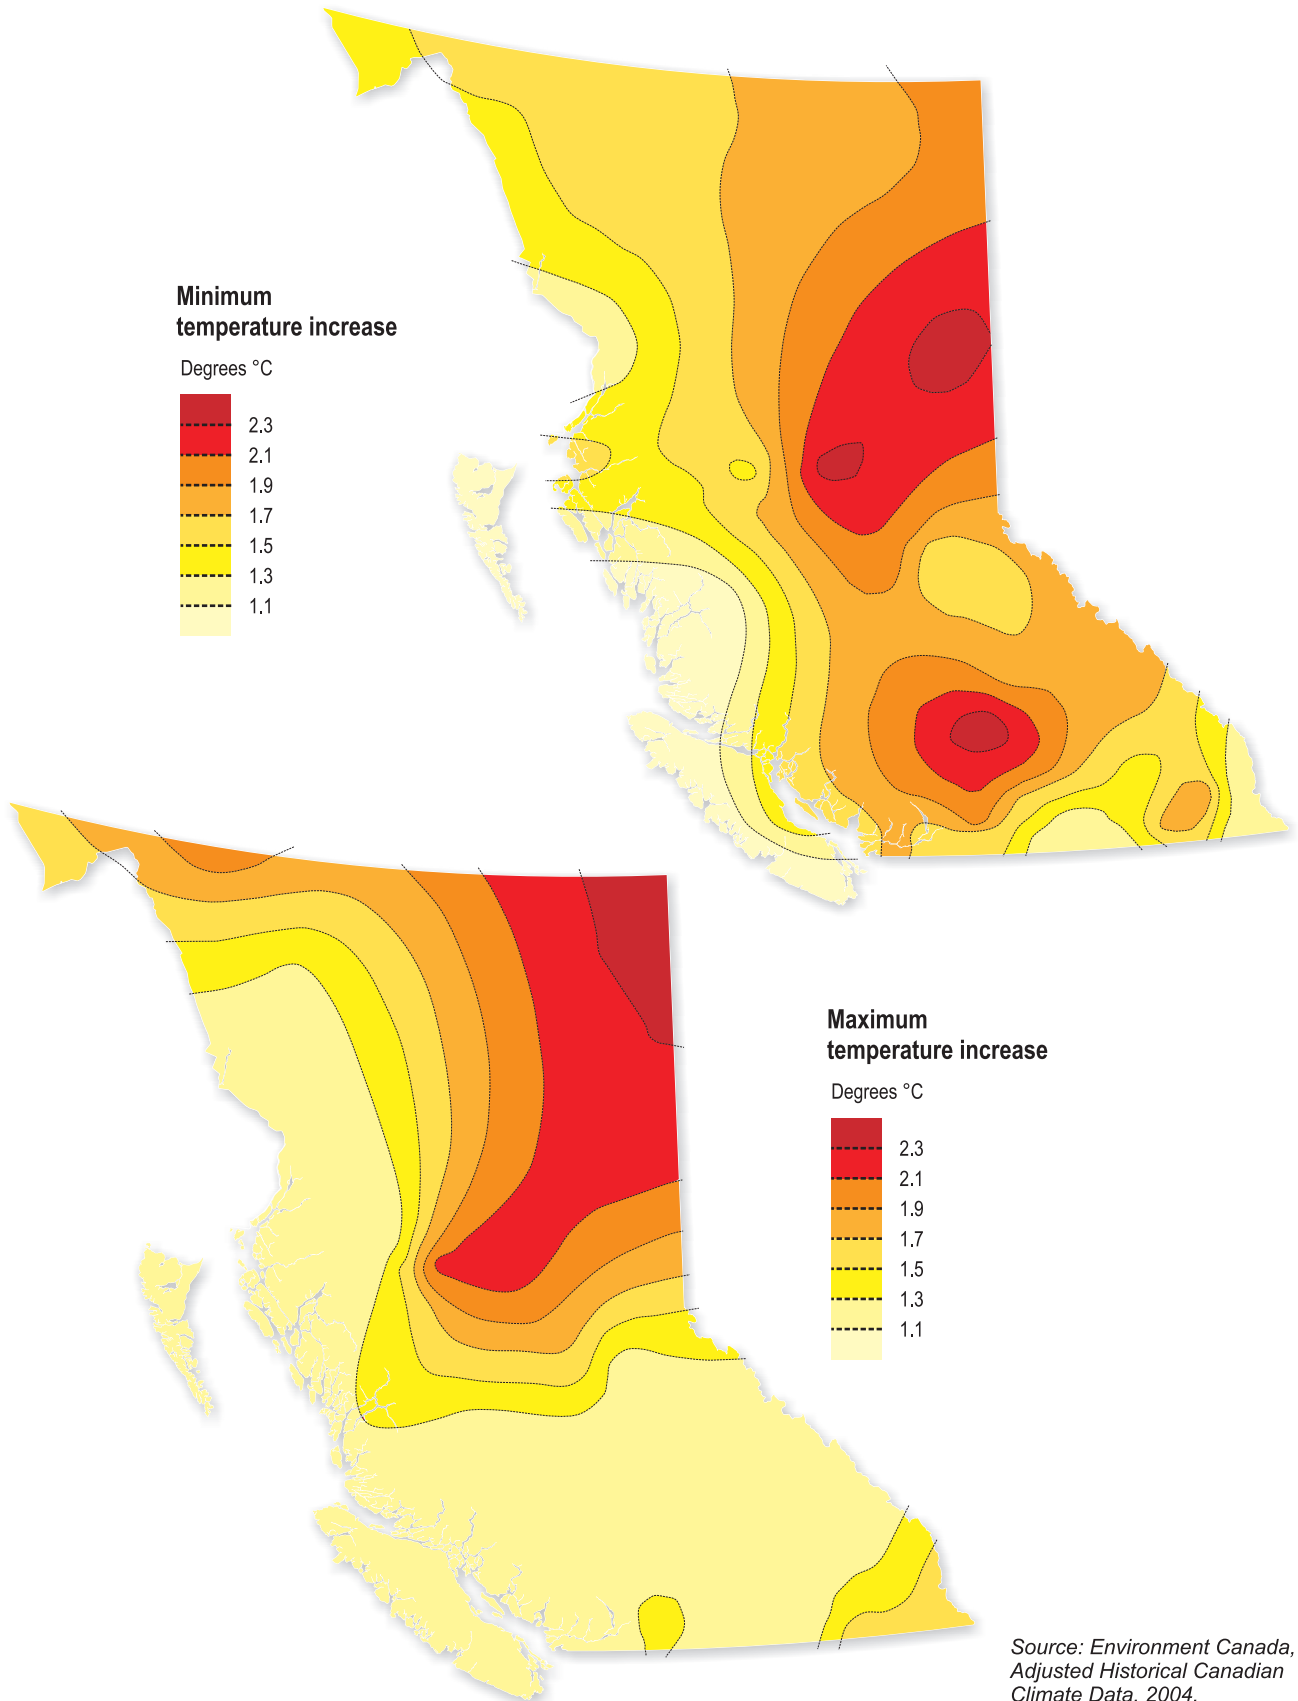 Minimum
temperature increase
Degrees °C
2.3
2.1
1.9
1.7
1.5
1.3
1.1
Maximum
temperature increase
Degrees °C
2.3
2.1
1.9
1.7
1.5
1.3
1.1
Source: Environment Canada,
Adjusted Historical Canadian
Climate Data, 2004.